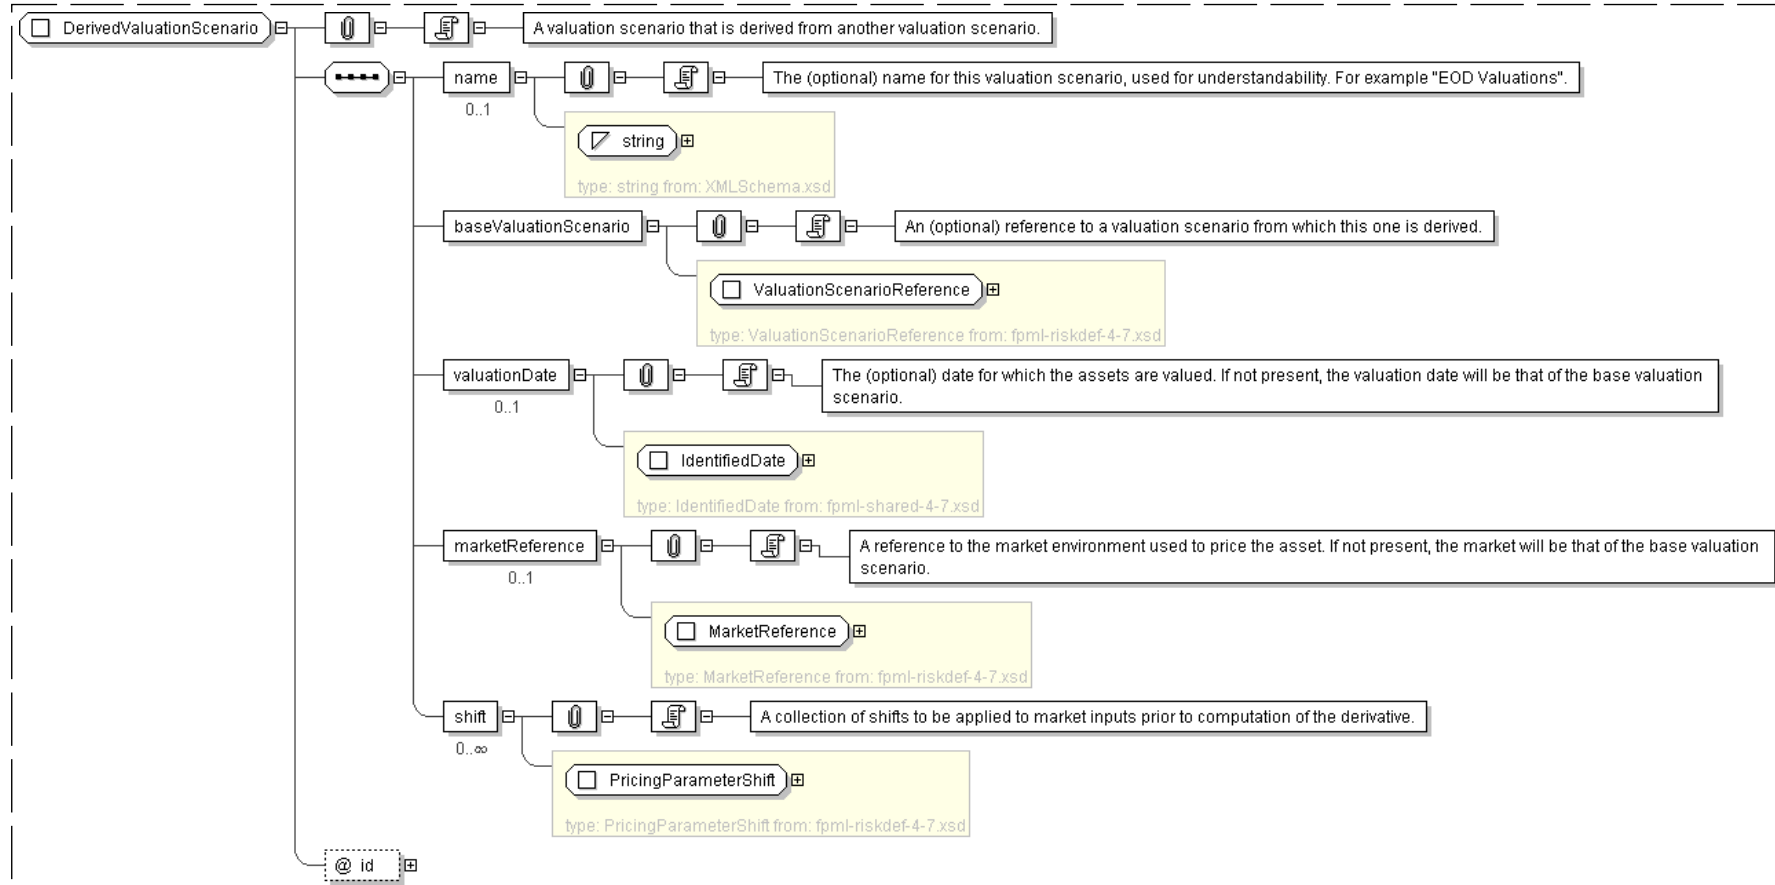 DerivedValuationScenario
A valuation scenario that is derived from another valuation scenario.
name
The (optional) name for this valuation scenario, used for understandability. For example "EOD Valuations".
0..1
string
type: string from: XMLSchema.xsd
baseValuationScenario
An (optional) reference to a valuation scenario from which this one is derived.
ValuationScenarioReference
type: ValuationScenarioReference from: fpml-riskdef-4-7.xsd
valuationDate
The (optional) date for which the assets are valued. If not present, the valuation date will be that of the base valuation
scenario.
0..1
IdentifiedDate
type: IdentifiedDate from: fpml-shared-4-7.xsd
marketReference
A reference to the market environment used to price the asset. If not present, the market will be that of the base valuation
scenario.
0..1
MarketReference
type: MarketReference from: fpml-riskdef-4-7.xsd
shift
A collection of shifts to be applied to market inputs prior to computation of the derivative.
0..∞
PricingParameterShift
type: PricingParameterShift from: fpml-riskdef-4-7.xsd
@ id